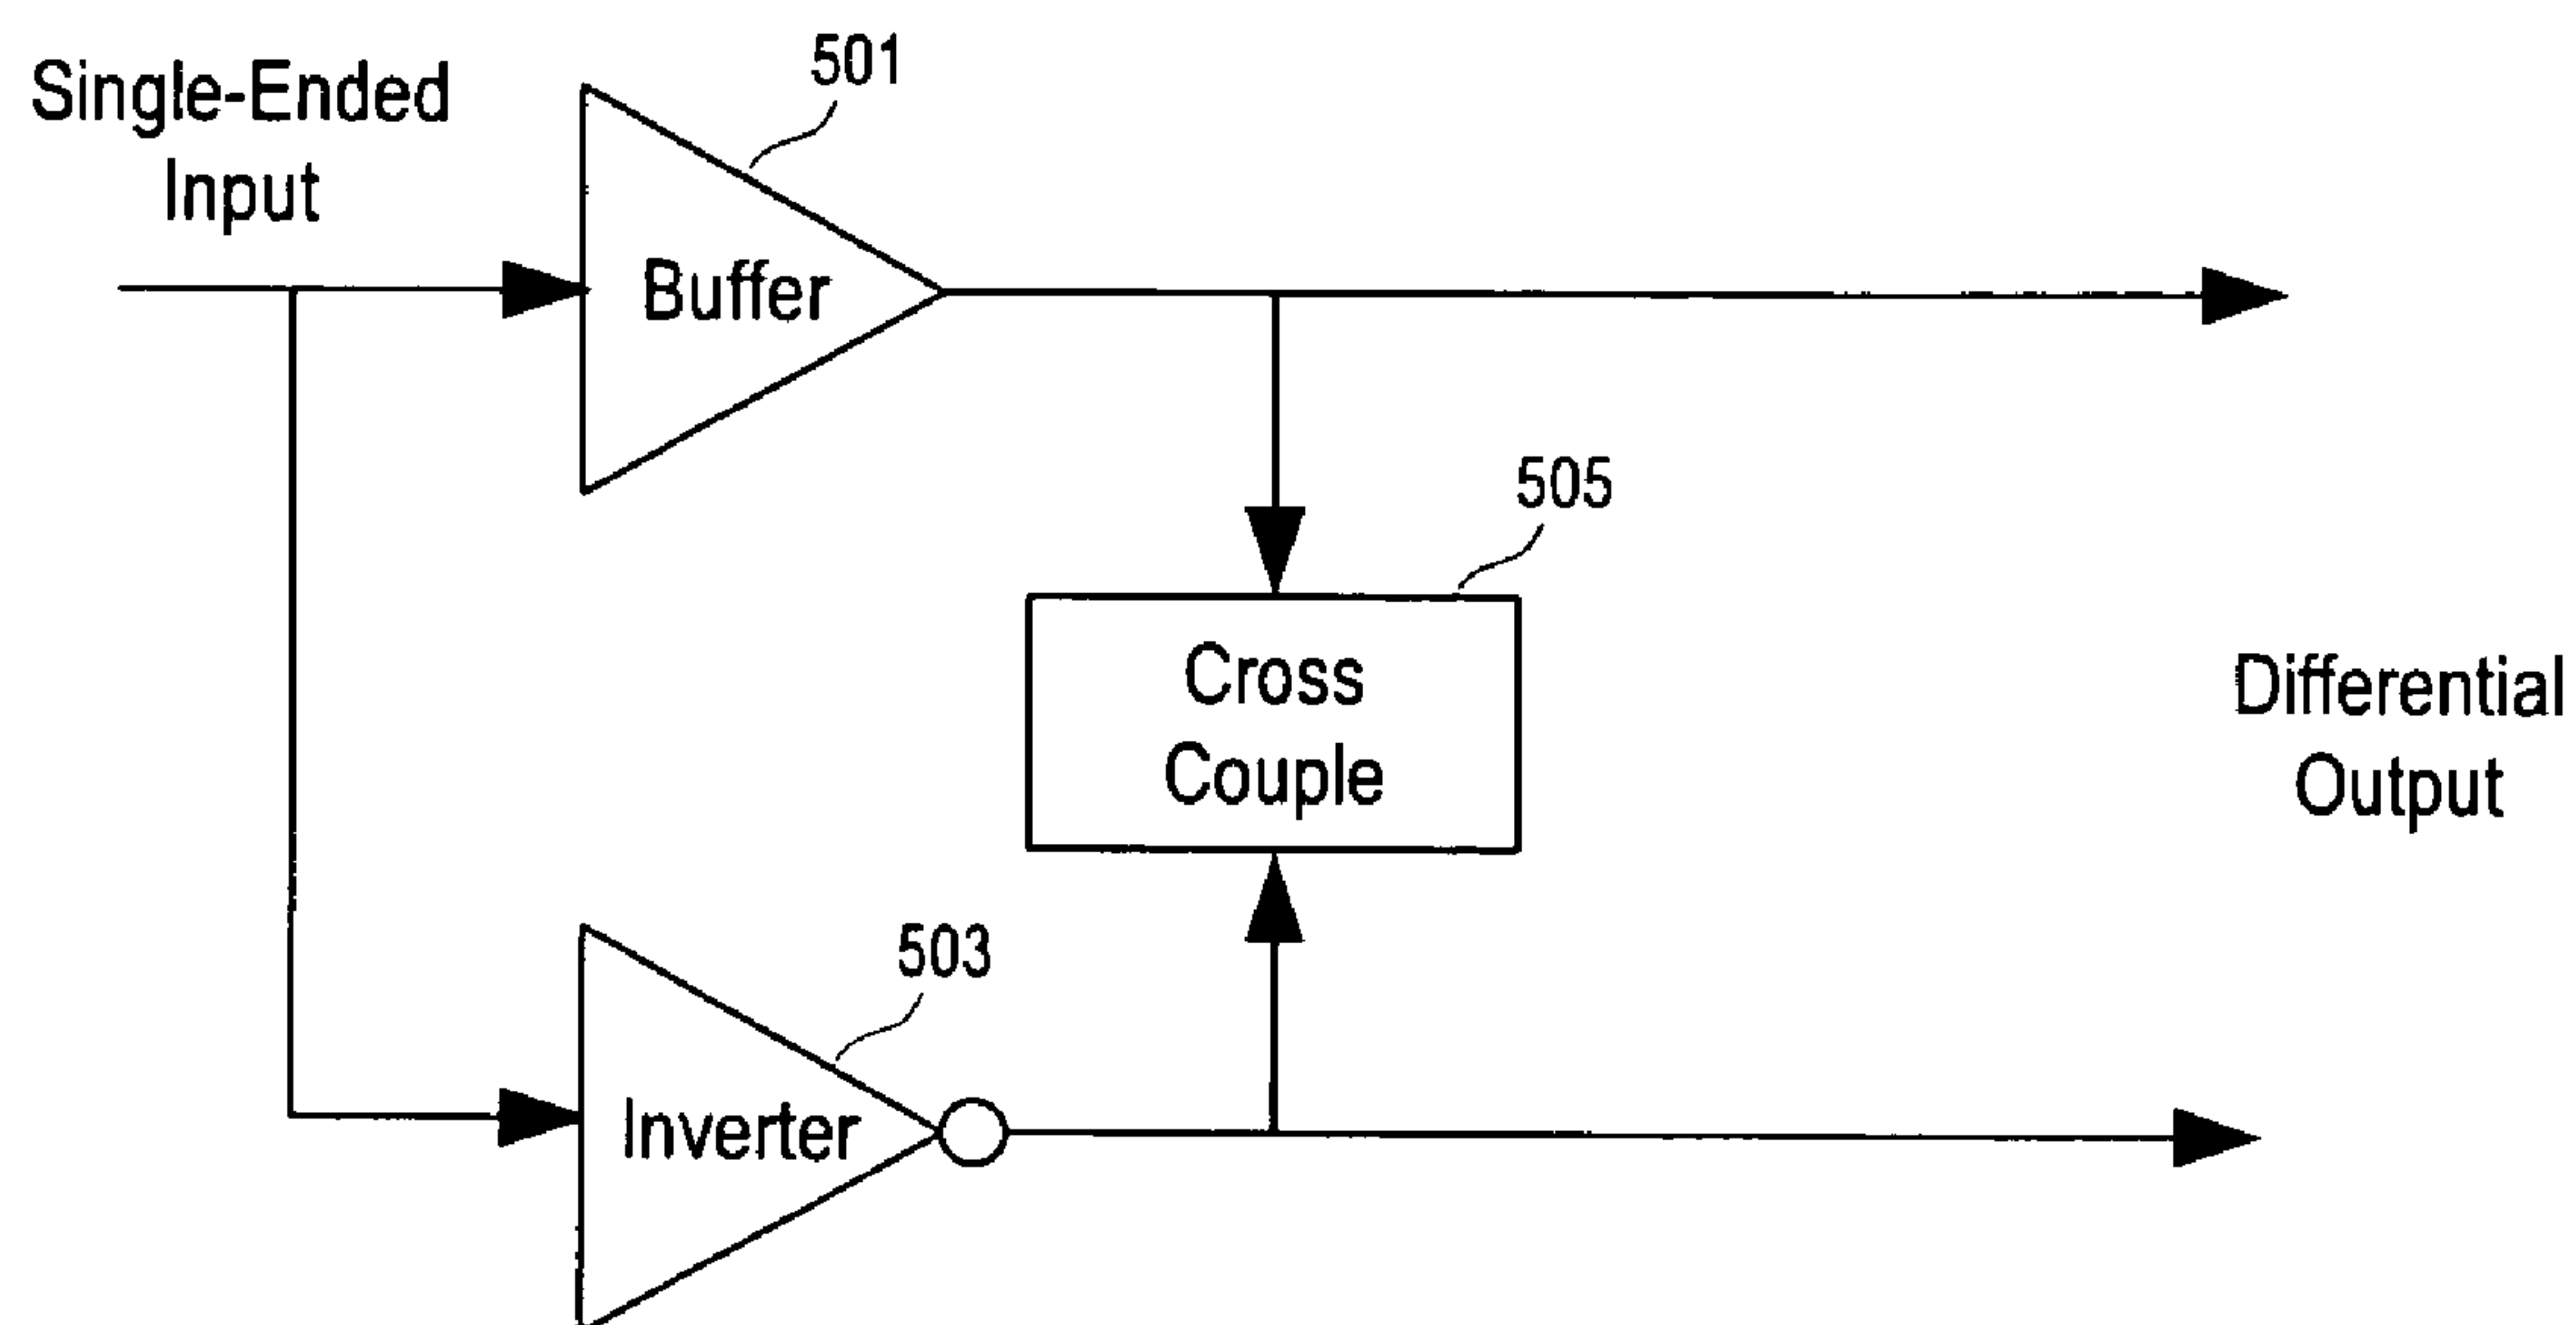 Single-Ended
Input
501
Buffer
505
Cross
Couple
Differential
Output
503
Inverter